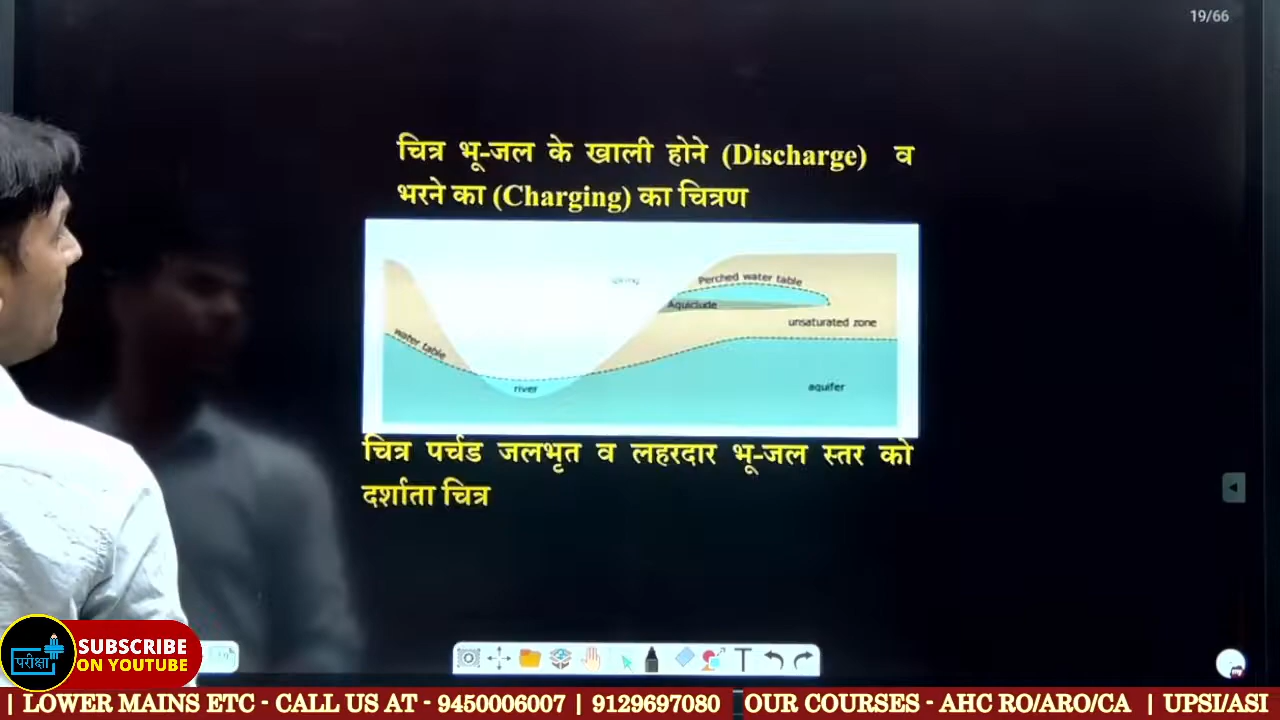 19/66
चित्र भू-जल के खाली होने (Discharge) व
भरने का (Charging) का चित्रण
spring
Perched water table
Aquiclude
unsaturated zone
water table
river
aquifer
चित्र पर्चड जलभृत व लहरदार भू-जल स्तर को
दर्शाता चित्र
परीक्षा
SUBSCRIBE
ON YOUTUBE
| LOWER MAINS ETC - CALL US AT - 9450006007 | 9129697080 OUR COURSES - AHC RO/ARO/CA | UPSI/ASI